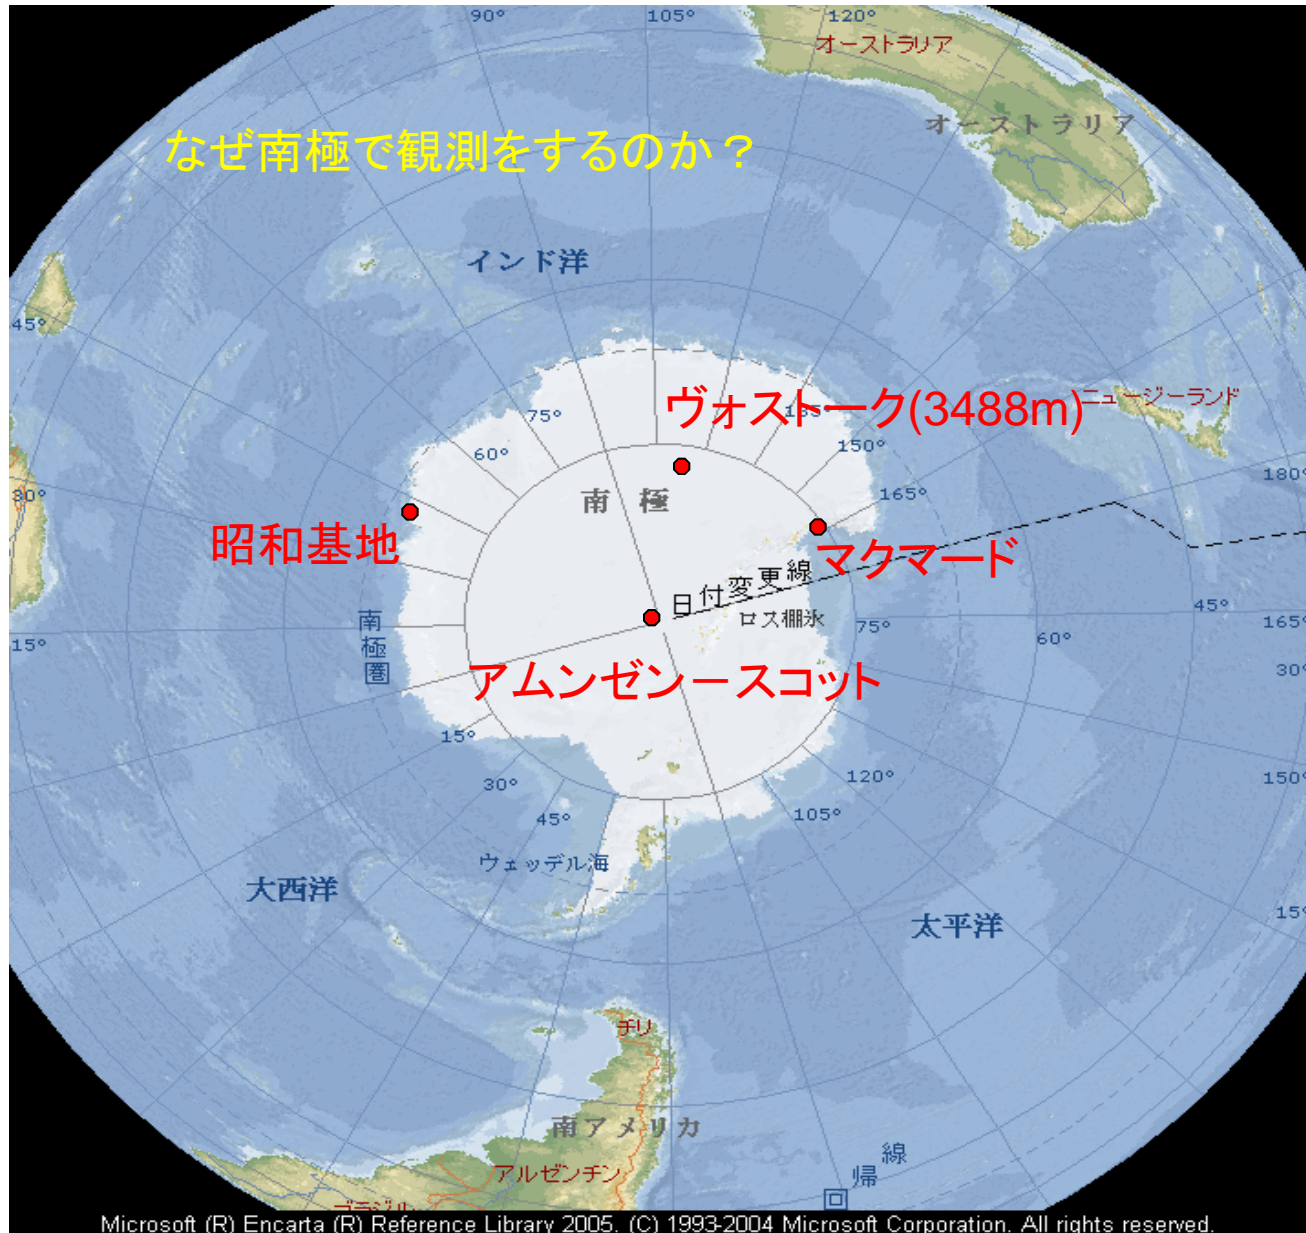 90°
105°
120°
オーストラリア
オーストラリア
なぜ南極で観測をするのか？
インド洋
45°
ヴォストーク(3488m)
135°
ニュージーランド
75°
150°
60°
180°
165°
30°
南 極
昭和基地
マクマード
日付変更線
ロス棚氷
南極圏
75°
60°
45°
165°
15°
30°
アムンゼン－スコット
15°
30°
120°
150°
45°
105°
ウェッデル海
大西洋
太平洋
15°
チリ
南アメリカ
回帰線
アルゼンチン
ブラジル
Microsoft (R) Encarta (R) Reference Library 2005. (C) 1993-2004 Microsoft Corporation. All rights reserved.